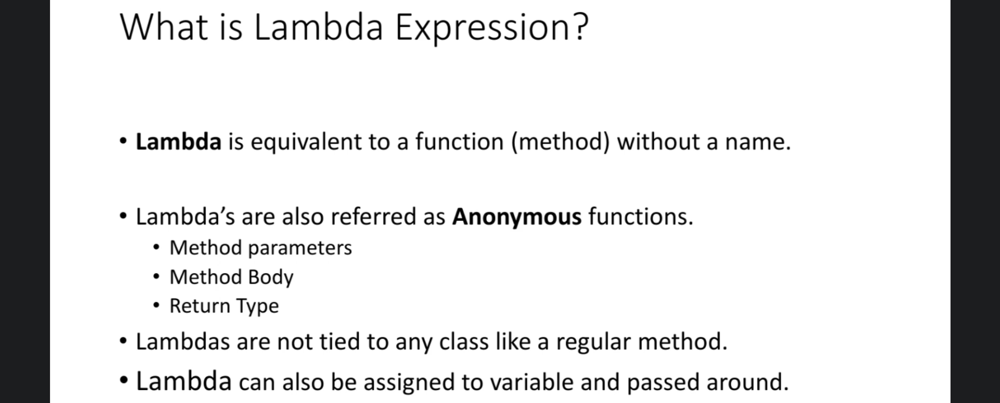 What is Lambda Expression?
• Lambda is equivalent to a function (method) without a name.
• Lambda’s are also referred as Anonymous functions.
• Method parameters
• Method Body
• Return Type
• Lambdas are not tied to any class like a regular method.
• Lambda can also be assigned to variable and passed around.